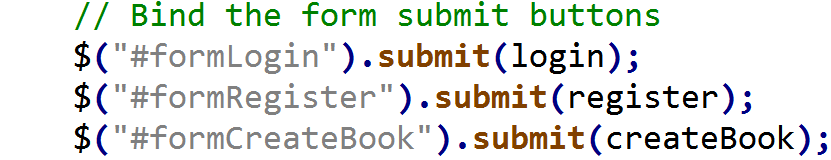 // Bind the form submit buttons
$("#formLogin").submit(login);
$("#formRegister").submit(register);
$("#formCreateBook").submit(createBook);